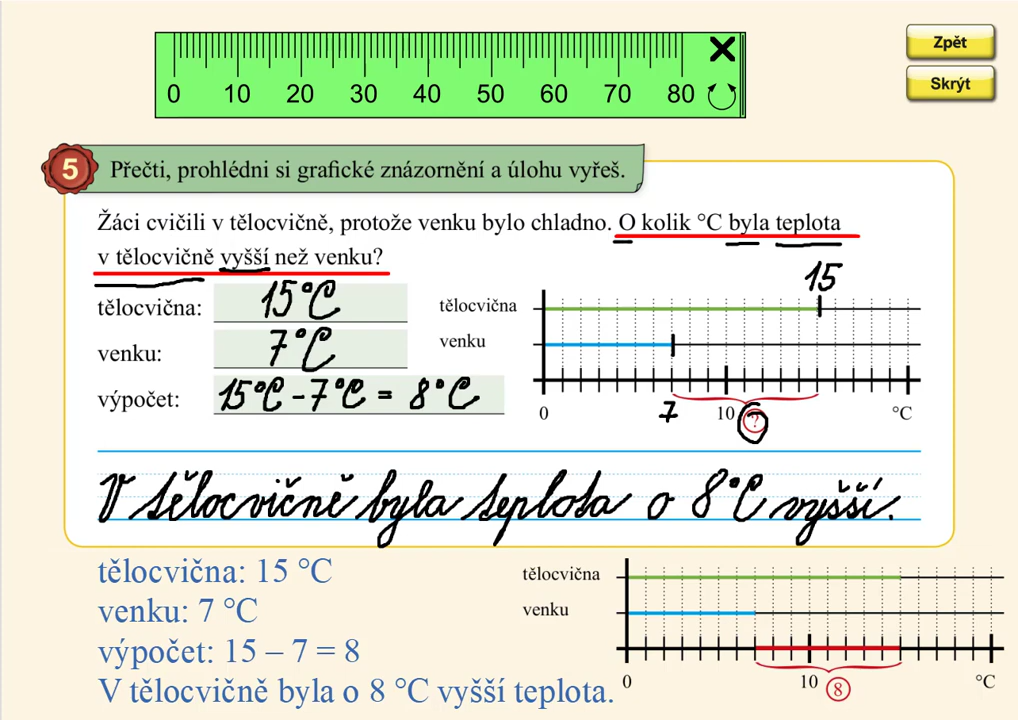 0 10 20 30 40 50 60 70 80
Zpět
Skrýt
5 Přečti, prohlédni si grafické znázornění a úlohu vyřeš.
Žáci cvičili v tělocvičně, protože venku bylo chladno. O kolik °C byla teplota
v tělocvičně vyšší než venku?
tělocvična: 15°C
venku: 7°C
výpočet: 15°C - 7°C = 8°C
15
tělocvična
venku
0 7 10 ? °C
V tělocvičně byla teplota o 8°C vyšší.
tělocvična: 15 °C
venku: 7 °C
výpočet: 15 – 7 = 8
V tělocvičně byla o 8 °C vyšší teplota.
tělocvična
venku
0 10 8 °C